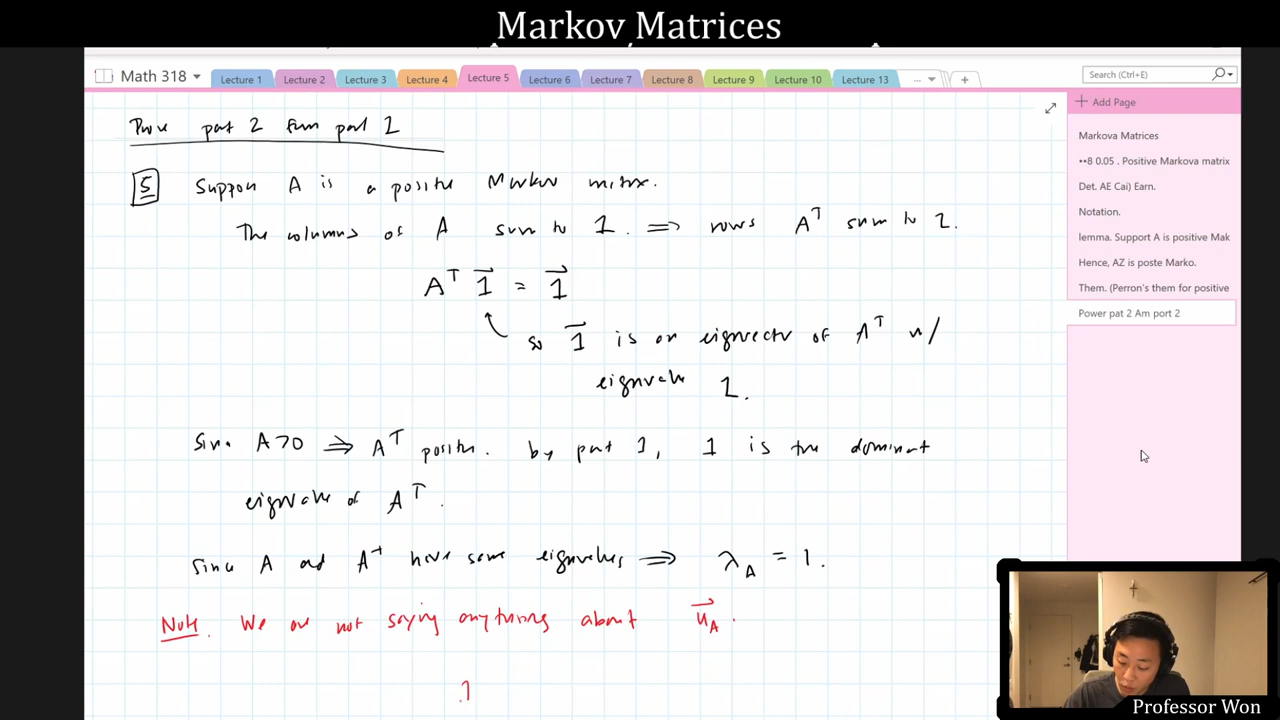 Markov Matrices
Math 318
Lecture 1 Lecture 2 Lecture 3 Lecture 4 Lecture 5 Lecture 6 Lecture 7 Lecture 8 Lecture 9 Lecture 10 Lecture 13 ...
Search (Ctrl+E)
Add Page
Markova Matrices
••8 0.05 . Positive Markova matrix
Det. AE Cai) Earn.
Notation.
lemma. Support A is positive Mak
Hence, AZ is poste Marko.
Them. (Perron's them for positive
Power pat 2 Am port 2
Prove part 2 from part 1
5 Suppose A is a positive Markov matrix.
The columns of A sum to 1. ⟹ rows A^T sum to 1.
A^T 1⃗ = 1⃗
so 1⃗ is an eigenvector of A^T w/
eigenvalue 1.
Since A>0 ⟹ A^T positive. by part 1, 1 is the dominant
eigenvalue of A^T.
Since A and A^T have same eigenvalues ⟹ λ_A = 1.
Note. We are not saying anything about u⃗_A.
1
Professor Won